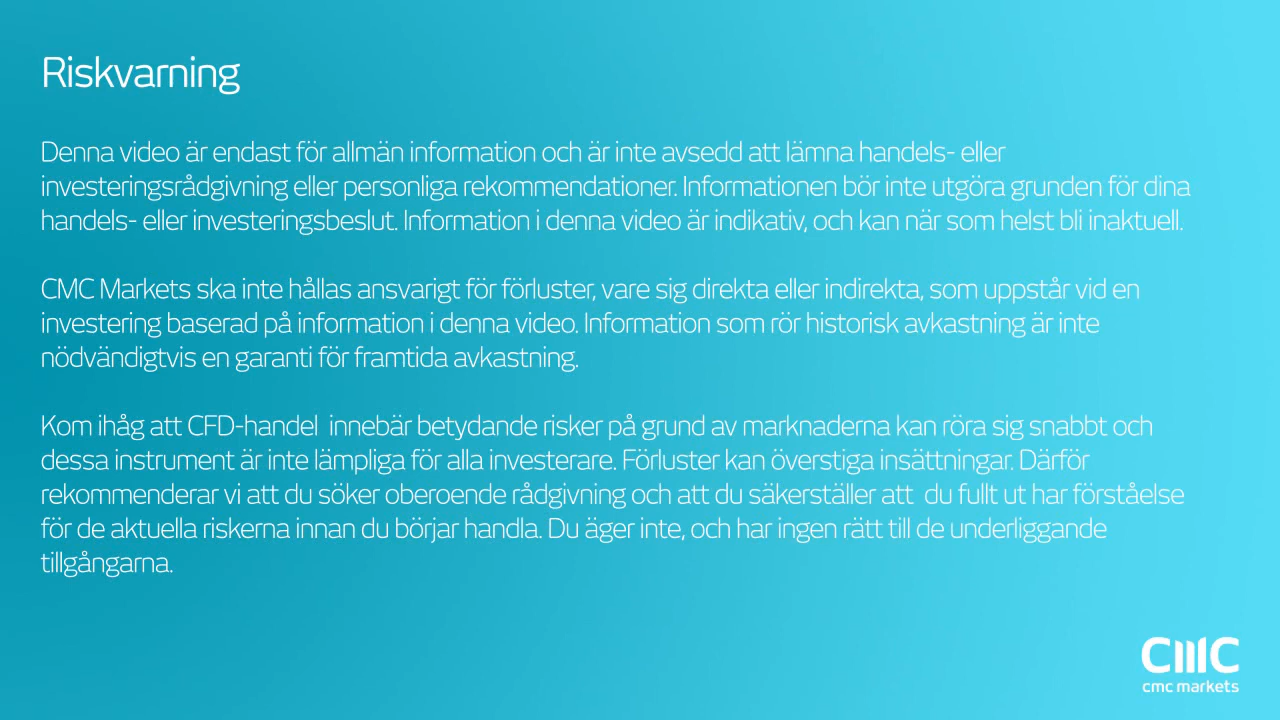 Riskvarning
Denna video är endast för allmän information och är inte avsedd att lämna handels- eller
investeringsrådgivning eller personliga rekommendationer. Informationen bör inte utgöra grunden för dina
handels- eller investeringsbeslut. Information i denna video är indikativ, och kan när som helst bli inaktuell.
CMC Markets ska inte hållas ansvarigt för förluster, vare sig direkta eller indirekta, som uppstår vid en
investering baserad på information i denna video. Information som rör historisk avkastning är inte
nödvändigtvis en garanti för framtida avkastning.
Kom ihåg att CFD-handel  innebär betydande risker på grund av marknaderna kan röra sig snabbt och
dessa instrument är inte lämpliga för alla investerare. Förluster kan överstiga insättningar. Därför
rekommenderar vi att du söker oberoende rådgivning och att du säkerställer att  du fullt ut har förståelse
för de aktuella riskerna innan du börjar handla. Du äger inte, och har ingen rätt till de underliggande
tillgångarna.
CMC
cmc markets